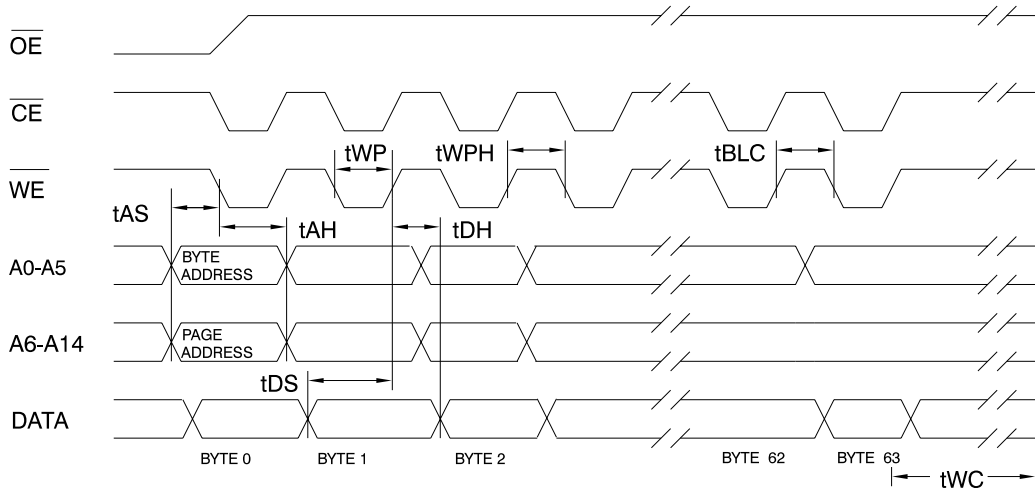 OE
CE
tWP tWPH tBLC
WE
tAS
tAH tDH
A0-A5
BYTE
ADDRESS
A6-A14
PAGE
ADDRESS
tDS
DATA
BYTE 0 BYTE 1 BYTE 2 BYTE 62 BYTE 63
tWC